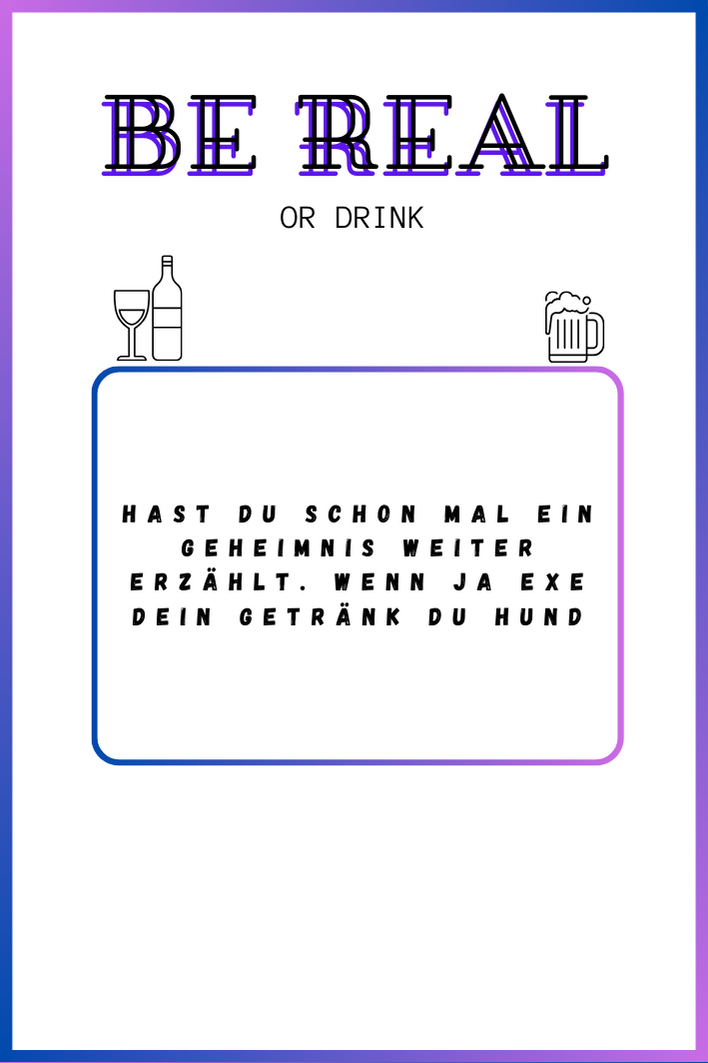 BE REAL
OR DRINK
HAST DU SCHON MAL EIN
GEHEIMNIS WEITER
ERZÄHLT. WENN JA EXE
DEIN GETRÄNK DU HUND